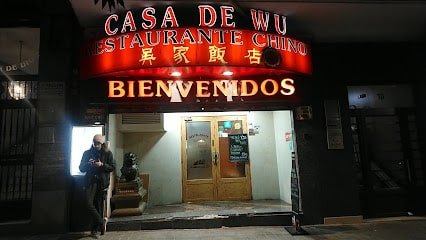 CASA DE WU
RESTAURANTE CHINO
吳家飯店
BIENVENIDOS